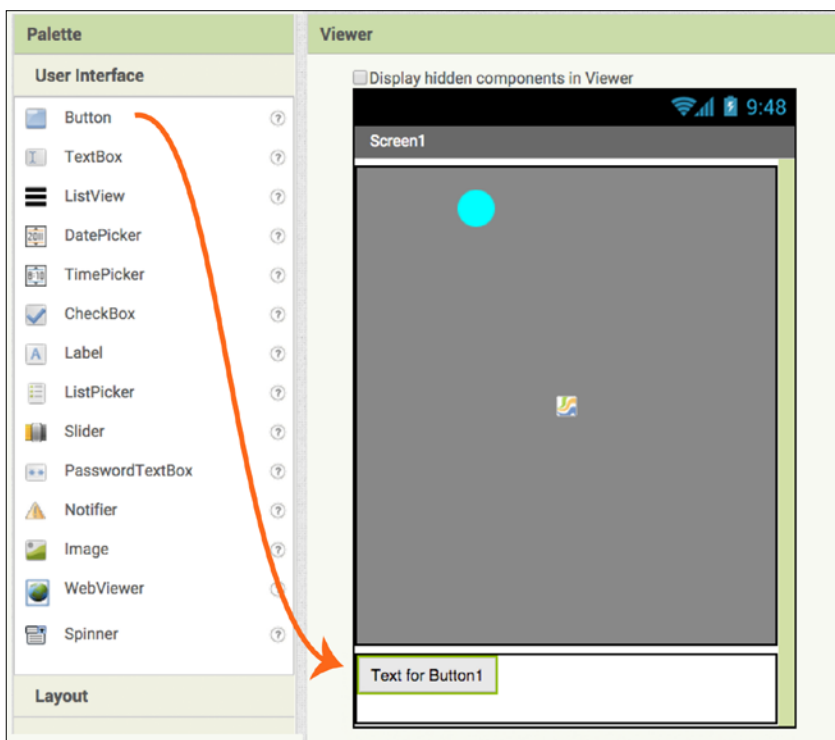 Palette
User Interface
Button
TextBox
ListView
DatePicker
TimePicker
CheckBox
Label
ListPicker
Slider
PasswordTextBox
Notifier
Image
WebViewer
Spinner
Layout
Viewer
Display hidden components in Viewer
9:48
Screen1
Text for Button1